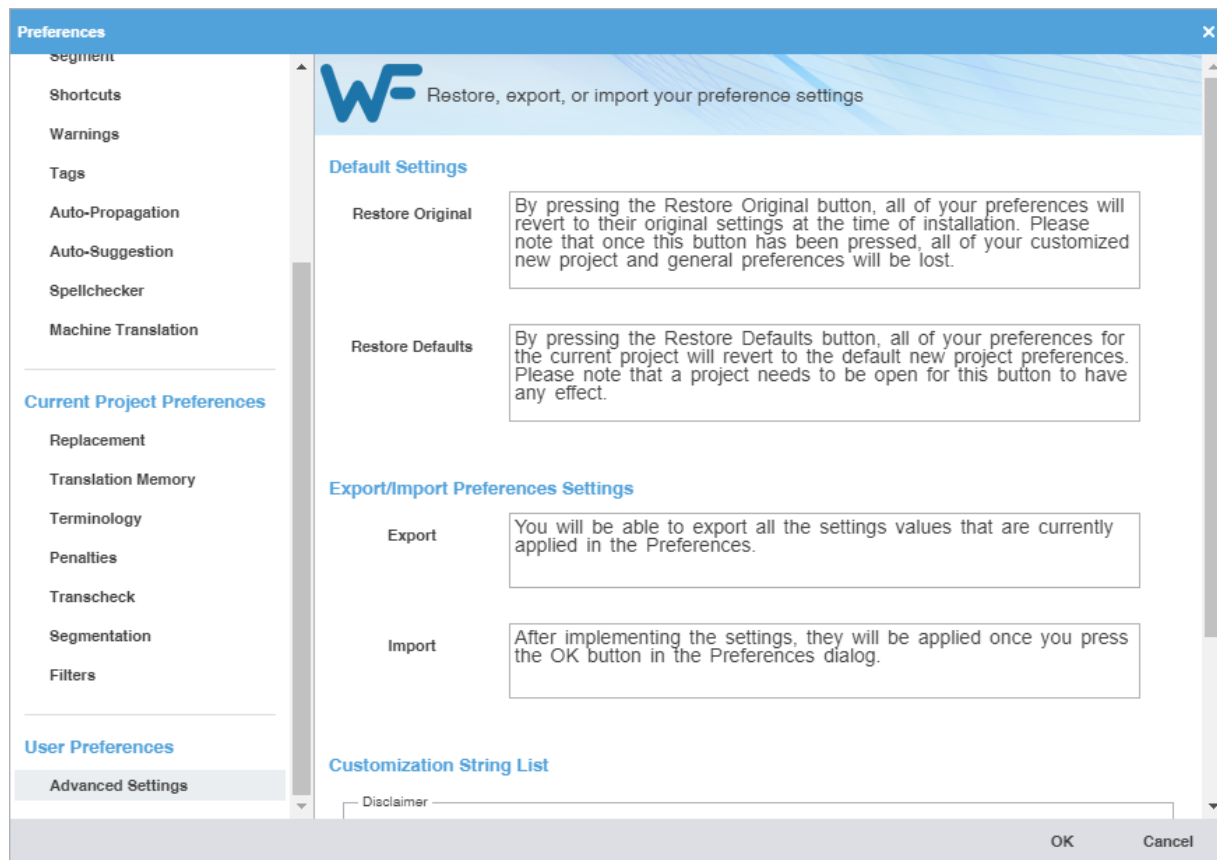 Preferences
Segment
Shortcuts
Warnings
Tags
Auto-Propagation
Auto-Suggestion
Spellchecker
Machine Translation
Current Project Preferences
Replacement
Translation Memory
Terminology
Penalties
Transcheck
Segmentation
Filters
User Preferences
Advanced Settings
WF
Restore, export, or import your preference settings
Default Settings
Restore Original
By pressing the Restore Original button, all of your preferences will
revert to their original settings at the time of installation. Please
note that once this button has been pressed, all of your customized
new project and general preferences will be lost.
Restore Defaults
By pressing the Restore Defaults button, all of your preferences for
the current project will revert to the default new project preferences.
Please note that a project needs to be open for this button to have
any effect.
Export/Import Preferences Settings
Export
You will be able to export all the settings values that are currently
applied in the Preferences.
Import
After implementing the settings, they will be applied once you press
the OK button in the Preferences dialog.
Customization String List
Disclaimer
OK
Cancel